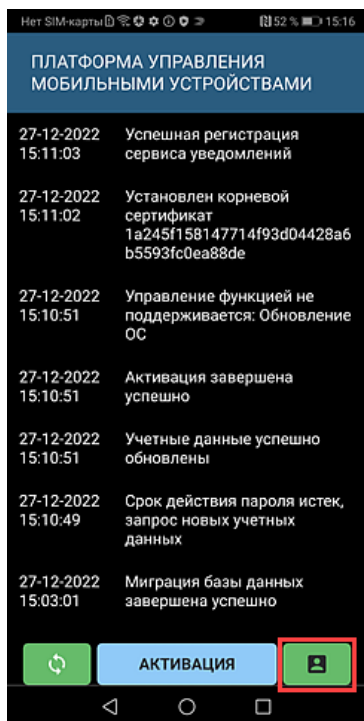 Нет SIM-карты 52 % 15:16
ПЛАТФОРМА УПРАВЛЕНИЯ
МОБИЛЬНЫМИ УСТРОЙСТВАМИ
27-12-2022 Успешная регистрация
15:11:03 сервиса уведомлений
27-12-2022 Установлен корневой
15:11:02 сертификат
1a245f158147714f93d04428a6
b5593fc0ea88de
27-12-2022 Управление функцией не
15:10:51 поддерживается: Обновление
ОС
27-12-2022 Активация завершена
15:10:51 успешно
27-12-2022 Учетные данные успешно
15:10:51 обновлены
27-12-2022 Срок действия пароля истек,
15:10:49 запрос новых учетных
данных
27-12-2022 Миграция базы данных
15:03:01 завершена успешно
АКТИВАЦИЯ